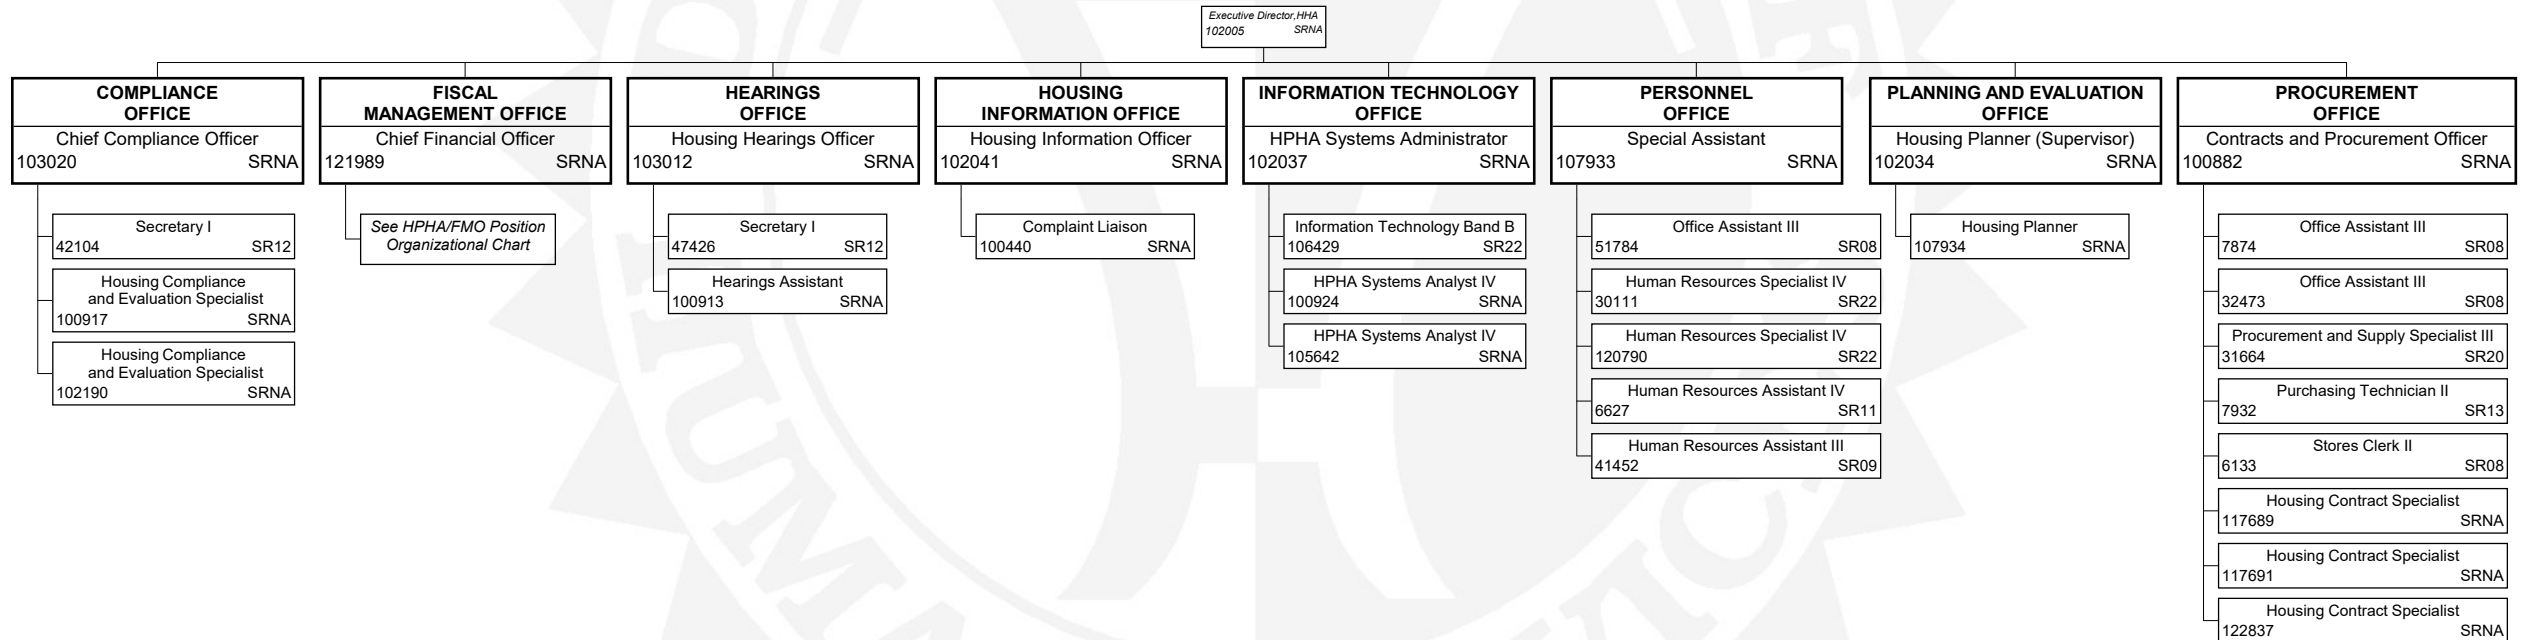 Executive Director,HHA
102005 SRNA
COMPLIANCE
OFFICE
Chief Compliance Officer
103020 SRNA
Secretary I
42104 SR12
Housing Compliance
and Evaluation Specialist
100917 SRNA
Housing Compliance
and Evaluation Specialist
102190 SRNA
FISCAL
MANAGEMENT OFFICE
Chief Financial Officer
121989 SRNA
See HPHA/FMO Position
Organizational Chart
HEARINGS
OFFICE
Housing Hearings Officer
103012 SRNA
Secretary I
47426 SR12
Hearings Assistant
100913 SRNA
HOUSING
INFORMATION OFFICE
Housing Information Officer
102041 SRNA
Complaint Liaison
100440 SRNA
INFORMATION TECHNOLOGY
OFFICE
HPHA Systems Administrator
102037 SRNA
Information Technology Band B
106429 SR22
HPHA Systems Analyst IV
100924 SRNA
HPHA Systems Analyst IV
105642 SRNA
PERSONNEL
OFFICE
Special Assistant
107933 SRNA
Office Assistant III
51784 SR08
Human Resources Specialist IV
30111 SR22
Human Resources Specialist IV
120790 SR22
Human Resources Assistant IV
6627 SR11
Human Resources Assistant III
41452 SR09
PLANNING AND EVALUATION
OFFICE
Housing Planner (Supervisor)
102034 SRNA
Housing Planner
107934 SRNA
PROCUREMENT
OFFICE
Contracts and Procurement Officer
100882 SRNA
Office Assistant III
7874 SR08
Office Assistant III
32473 SR08
Procurement and Supply Specialist III
31664 SR20
Purchasing Technician II
7932 SR13
Stores Clerk II
6133 SR08
Housing Contract Specialist
117689 SRNA
Housing Contract Specialist
117691 SRNA
Housing Contract Specialist
122837 SRNA